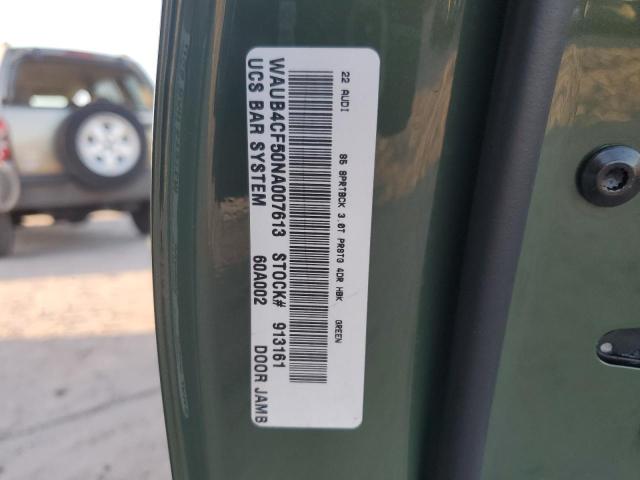 22 AUDI S5 SPRTBCK 3.0T PRSTG 4DR HBK GREEN
WAUB4CF50NA007613 STOCK# 913161
UCS BAR SYSTEM 60A002 DOOR JAMB